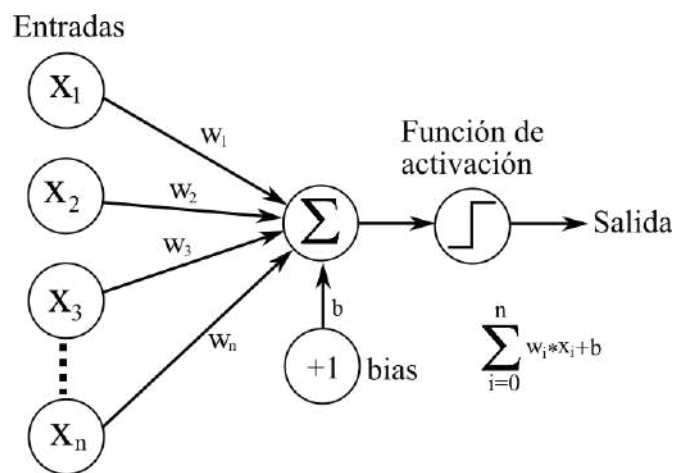 Entradas
X1
X2
X3
Xn
w1
w2
w3
wn
Σ
b
+1 bias
Función de
activación
Salida
n
∑ wi*xi+b
i=0